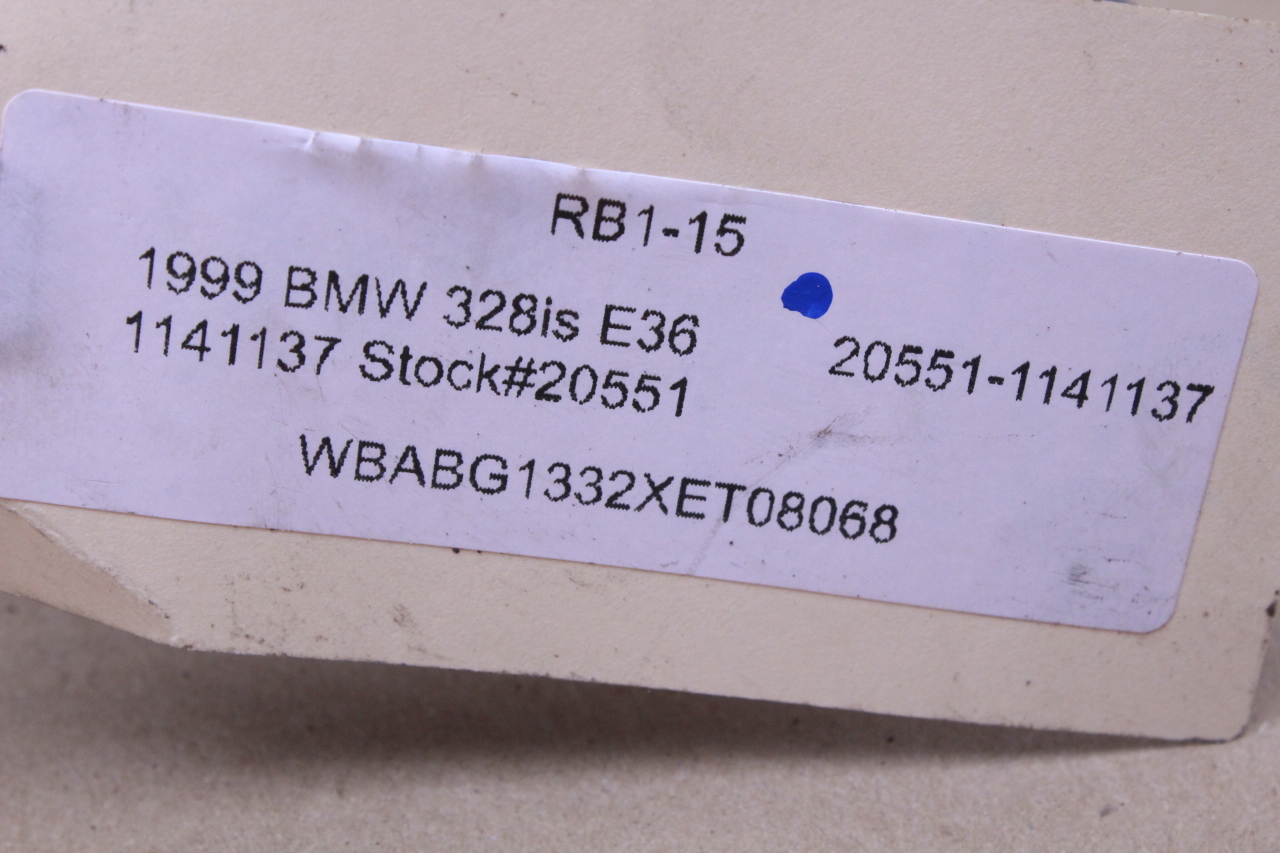 RB1-15
1999 BMW 328is E36
1141137 Stock#20551
20551-1141137
WBABG1332XET08068